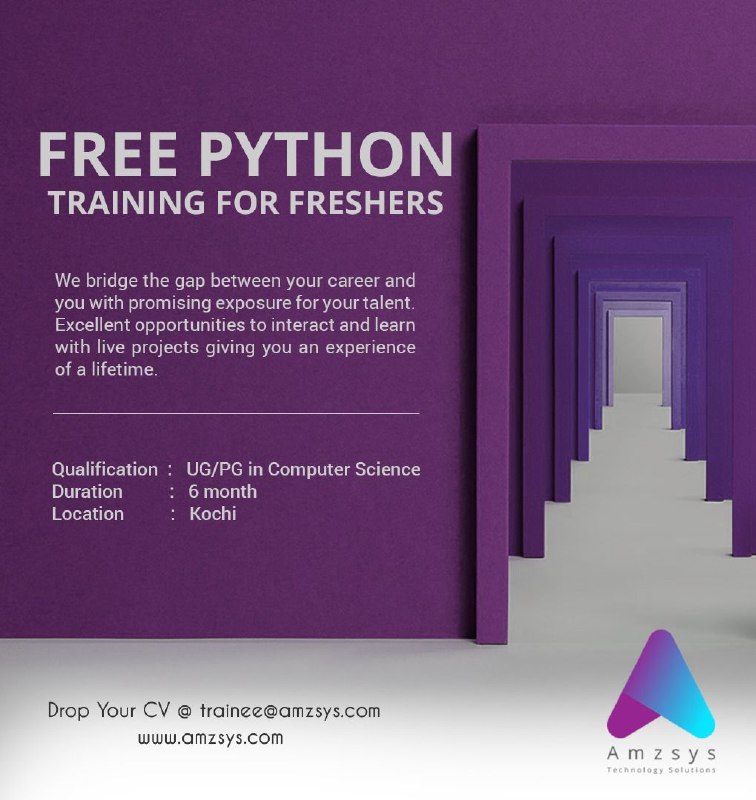 FREE PYTHON
TRAINING FOR FRESHERS
We bridge the gap between your career and
you with promising exposure for your talent.
Excellent opportunities to interact and learn
with live projects giving you an experience
of a lifetime.
Qualification : UG/PG in Computer Science
Duration : 6 month
Location : Kochi
Drop Your CV @ trainee@amzsys.com
www.amzsys.com
Amzsys
Technology Solutions